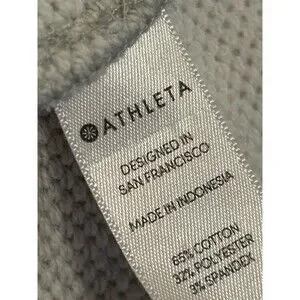 ATHLETA
DESIGNED IN
SAN FRANCISCO
MADE IN INDONESIA
65% COTTON
32% POLYESTER
3% SPANDEX